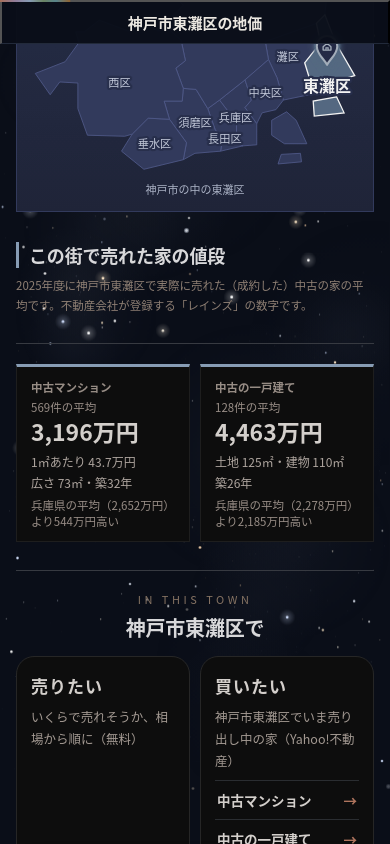 神戸市東灘区の地価
灘区
西区
中央区
東灘区
須磨区
兵庫区
長田区
垂水区
神戸市の中の東灘区
この街で売れた家の値段
2025年度に神戸市東灘区で実際に売れた（成約した）中古の家の平
均です。不動産会社が登録する「レインズ」の数字です。
中古マンション
569件の平均
3,196万円
1㎡あたり 43.7万円
広さ 73㎡・築32年
兵庫県の平均（2,652万円）
より544万円高い
中古の一戸建て
128件の平均
4,463万円
土地 125㎡・建物 110㎡
築26年
兵庫県の平均（2,278万円）
より2,185万円高い
IN THIS TOWN
神戸市東灘区で
売りたい
いくらで売れそうか、相
場から順に（無料）
買いたい
神戸市東灘区でいま売り
出し中の家（Yahoo!不動
産）
中古マンション →
中古の一戸建て →